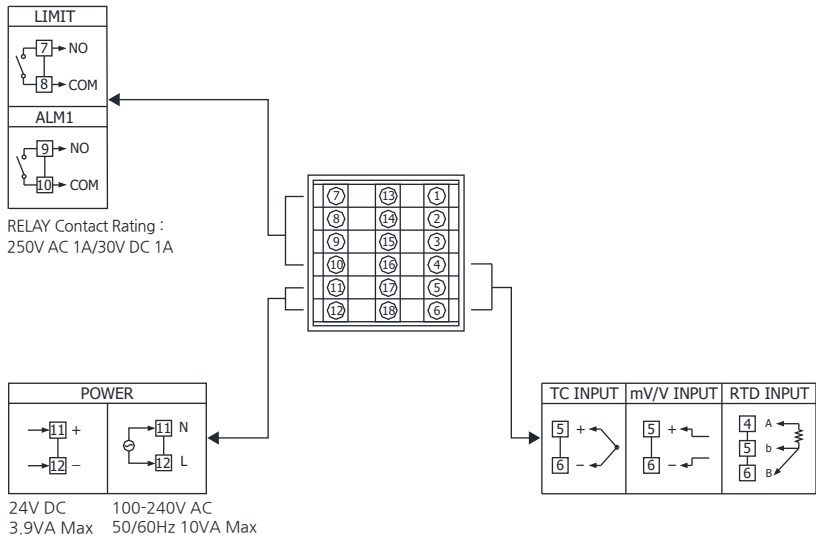 LIMIT
7 NO
8 COM
ALM1
9 NO
10 COM
RELAY Contact Rating :
250V AC 1A/30V DC 1A
7 13 1
8 14 2
9 15 3
10 16 4
11 17 5
12 18 6
POWER
11 + 11 N
12 − 12 L
24V DC 100-240V AC
3.9VA Max 50/60Hz 10VA Max
TC INPUT mV/V INPUT RTD INPUT
5 + 5 + 4 A
5 b
6 − 6 − 6 B